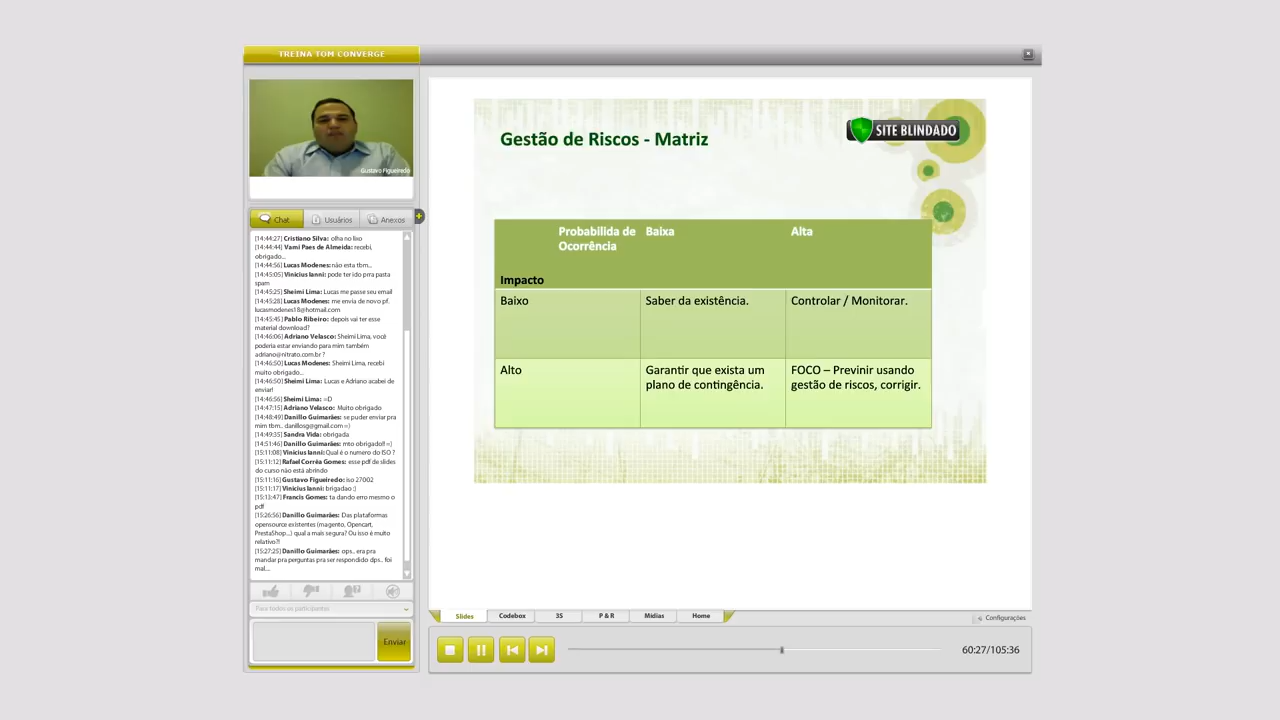 TREINA TOM CONVERGE
Gustavo Figueiredo
Chat
Usuários
Anexos
[14:44:27] Cristiano Silva: olha no lixo
[14:44:44] Vami Paes de Almeida: recebi,
obrigado...
[14:44:56] Lucas Modenes: não esta tbm...
[14:45:05] Vinicius Ianni: pode ter ido prra pasta
spam
[14:45:25] Sheimi Lima: Lucas me passe seu email
[14:45:28] Lucas Modenes: me envia de novo pf.
lucasmodenes18@hotmail.com
[14:45:45] Pablo Ribeiro: depois vai ter esse
material download?
[14:46:06] Adriano Velasco: Sheimi Lima, você
poderia estar enviando para mim também
adriano@nitrato.com.br ?
[14:46:50] Lucas Modenes: Sheimi Lima, recebi
muito obrigado...
[14:46:50] Sheimi Lima: Lucas e Adriano acabei de
enviar!
[14:46:56] Sheimi Lima: =D
[14:47:15] Adriano Velasco: Muito obrigado
[14:48:49] Danillo Guimarães: se puder enviar pra
mim tbm.. danillosg@gmail.com =)
[14:49:35] Sandra Vida: obrigada
[14:51:46] Danillo Guimarães: mto obrigado!! =)
[15:11:08] Vinicius Ianni: Qual é o numero do ISO ?
[15:11:12] Rafael Corrêa Gomes: esse pdf de slides
do curso não está abrindo
[15:11:16] Gustavo Figueiredo: iso 27002
[15:11:17] Vinicius Ianni: brigadao :)
[15:13:47] Francis Gomes: ta dando erro mesmo o
pdf
[15:26:56] Danillo Guimarães: Das plataformas
opensource existentes (magento, Opencart,
PrestaShop...) qual a mais segura? Ou isso é muito
relativo?!
[15:27:25] Danillo Guimarães: ops.. era pra
mandar pra perguntas pra ser respondido dps.. foi
mal....
Para todos os participantes
Enviar
Gestão de Riscos - Matriz
SITE BLINDADO
Probabilida de Baixa Alta
Ocorrência
Impacto
Baixo Saber da existência. Controlar / Monitorar.
Alto Garantir que exista um FOCO – Previnir usando
plano de contingência. gestão de riscos, corrigir.
Slides Codebox 35 P & R Mídias Home
Configurações
60:27/105:36